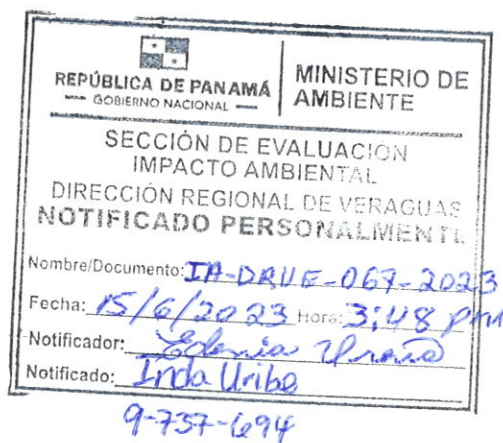 REPÚBLICA DE PANAMÁ
GOBIERNO NACIONAL
MINISTERIO DE
AMBIENTE
SECCIÓN DE EVALUACIÓN
IMPACTO AMBIENTAL
DIRECCIÓN REGIONAL DE VERAGUAS
NOTIFICADO PERSONALMENTE
Nombre/Documento: IA-DRVE-067-2023
Fecha: 15/6/2023 Hora: 3:48 pm
Notificador:
Notificado: Inda Uribe
9-737-694